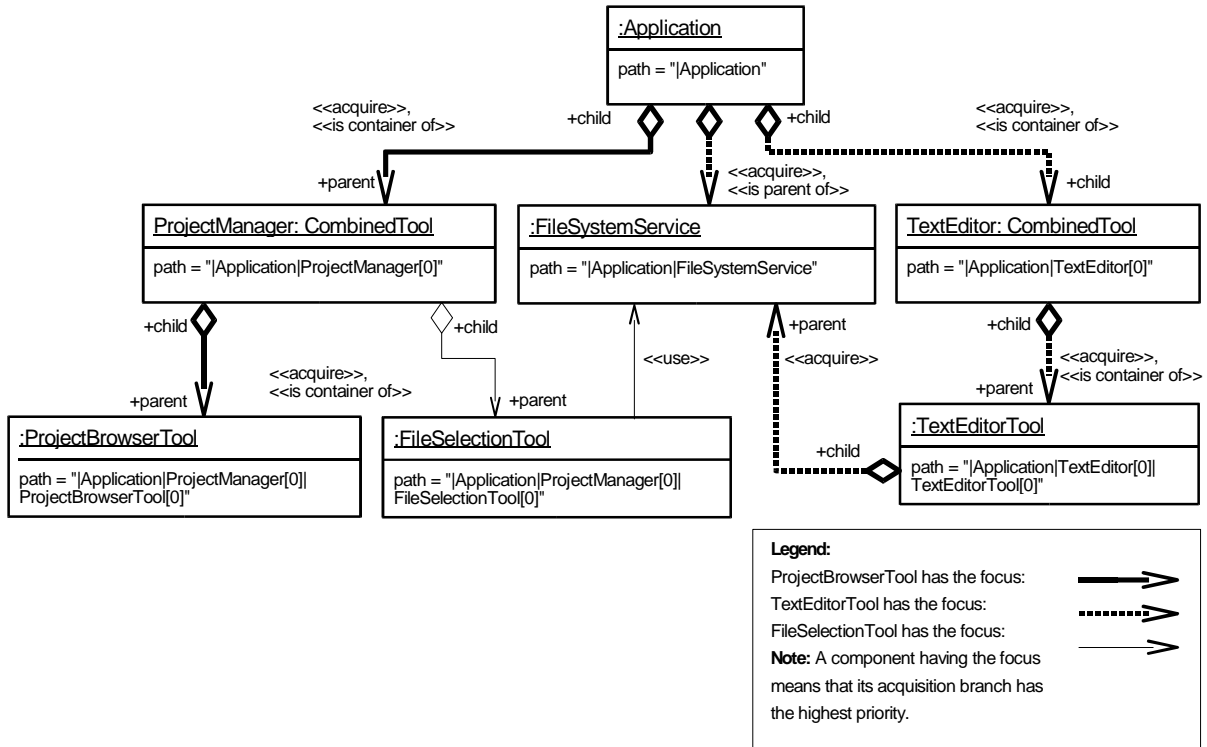 :Application
path = "|Application"
<<acquire>>,
<<is container of>>
+child
+child
<<acquire>>,
<<is container of>>
+parent
<<acquire>>,
<<is parent of>>
+child
ProjectManager: CombinedTool
path = "|Application|ProjectManager[0]"
:FileSystemService
path = "|Application|FileSystemService"
TextEditor: CombinedTool
path = "|Application|TextEditor[0]"
+child
+child
+parent
+child
<<use>>
<<acquire>>
<<acquire>>,
<<is container of>>
<<acquire>>,
<<is container of>>
+parent
+parent
+parent
:ProjectBrowserTool
path = "|Application|ProjectManager[0]|
ProjectBrowserTool[0]"
:FileSelectionTool
path = "|Application|ProjectManager[0]|
FileSelectionTool[0]"
+child
:TextEditorTool
path = "|Application|TextEditor[0]|
TextEditorTool[0]"
Legend:
ProjectBrowserTool has the focus:
TextEditorTool has the focus:
FileSelectionTool has the focus:
Note: A component having the focus
means that its acquisition branch has
the highest priority.